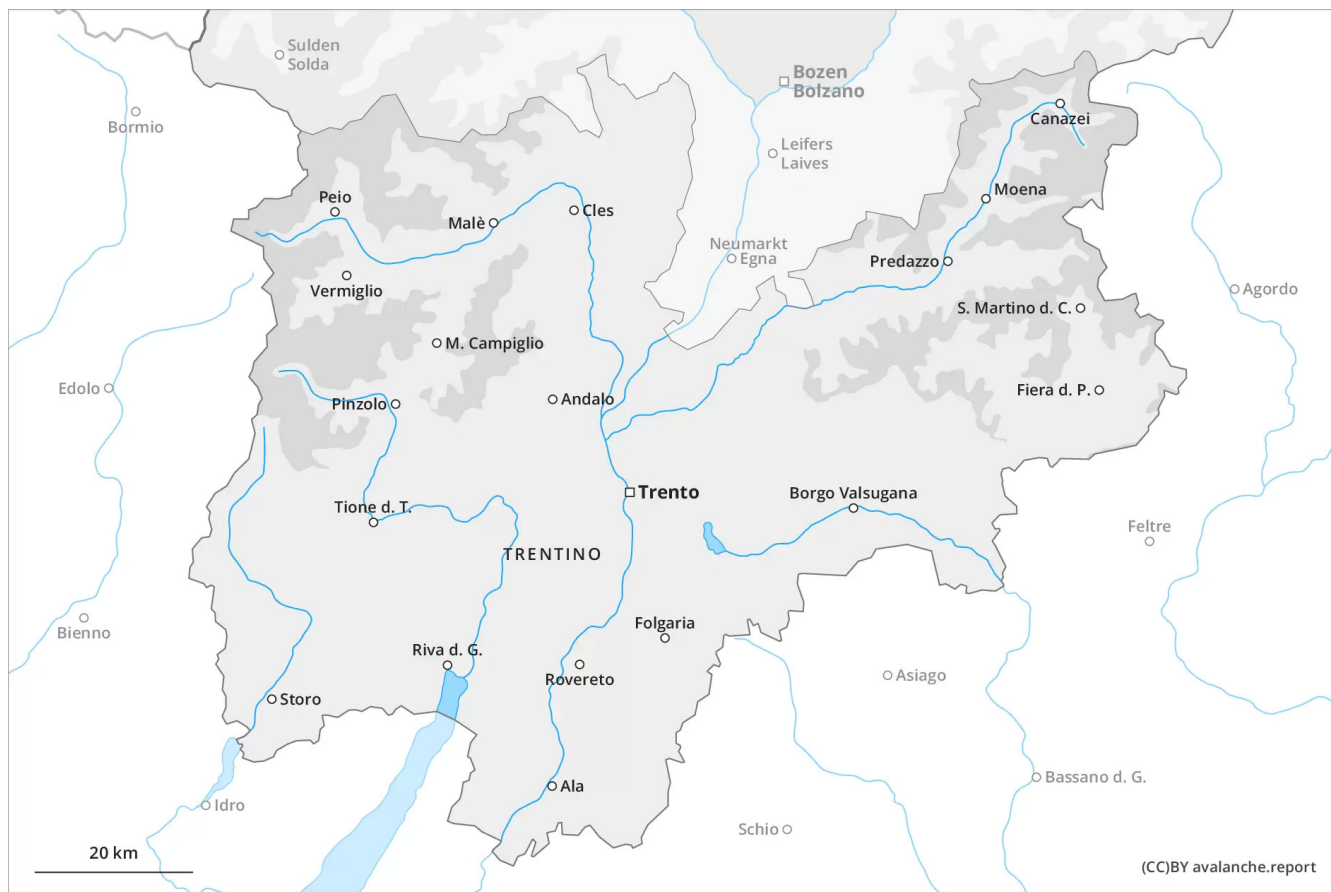 Sulden
Solda
Bozen
Bolzano
Bormio
Canazei
Leifers
Laives
Peio
Moena
Malè
Cles
Neumarkt
Egna
Predazzo
Vermiglio
Agordo
S. Martino d. C.
M. Campiglio
Edolo
Fiera d. P.
Pinzolo
Andalo
Trento
Borgo Valsugana
Tione d. T.
Feltre
TRENTINO
Bienno
Folgaria
Riva d. G.
Rovereto
Asiago
Storo
Bassano d. G.
Ala
Idro
Schio
20 km
(CC)BY avalanche.report